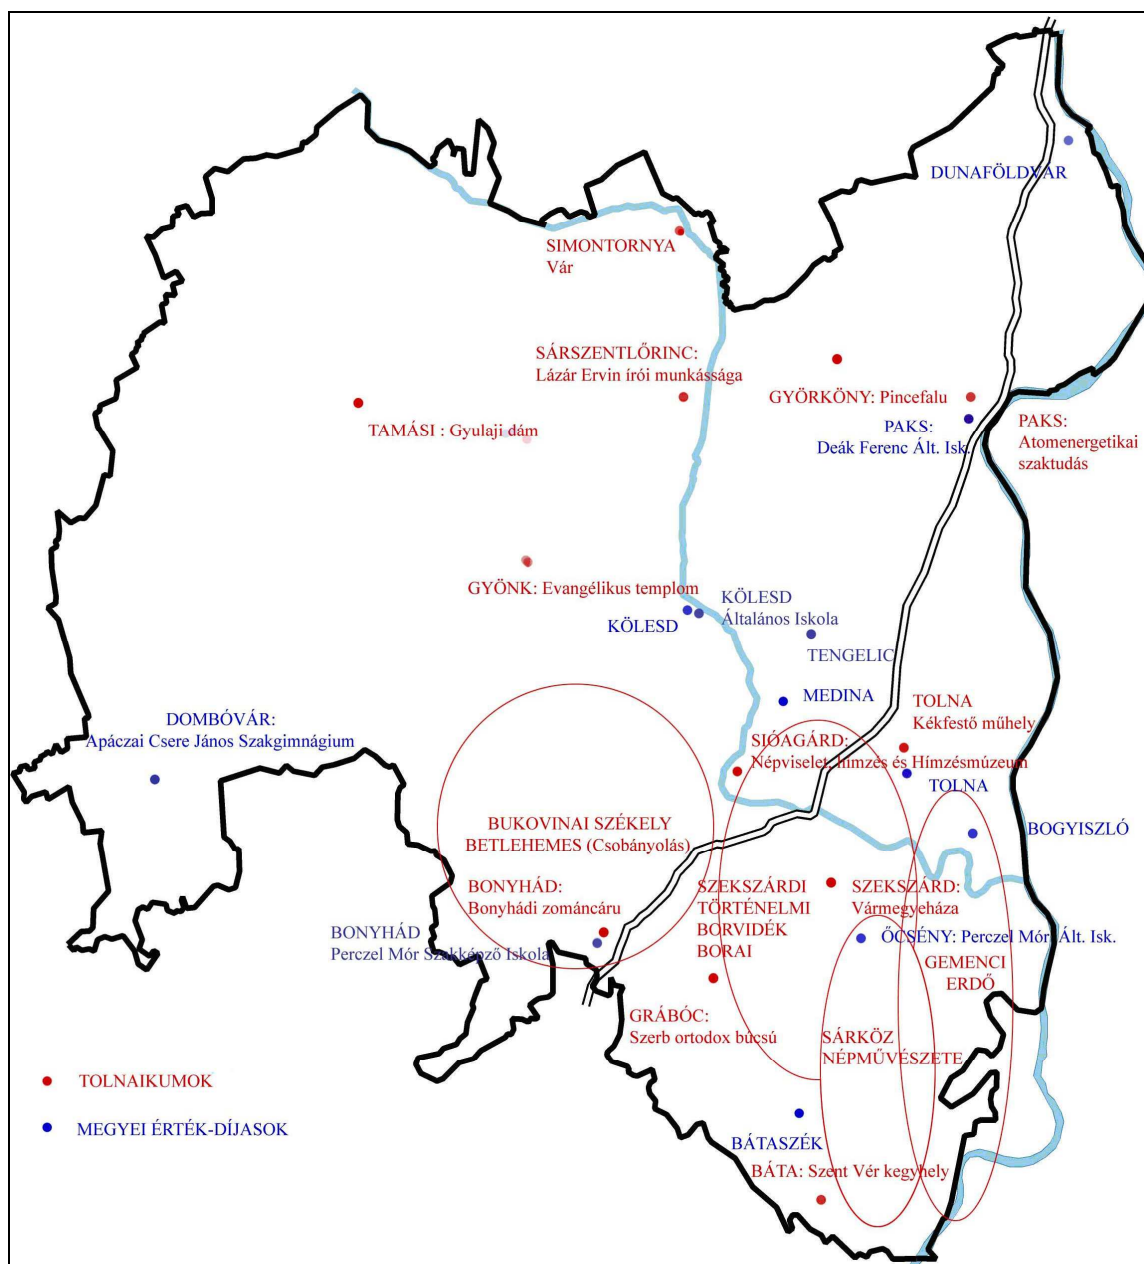 DUNAFÖLDVÁR
SIMONTORNYA
Vár
SÁRSZENTLŐRINC:
Lázár Ervin írói munkássága
GYÖRKÖNY: Pincefalu
TAMÁSI : Gyulaji dám
PAKS:
Deák Ferenc Ált. Isk.
PAKS:
Atomenergetikai
szaktudás
GYÖNK: Evangélikus templom
KÖLESD
KÖLESD
Általános Iskola
TENGELIC
MEDINA
TOLNA
Kékfestő műhely
DOMBÓVÁR:
Apáczai Csere János Szakgimnágium
SIÓAGÁRD:
Népviselet, hímzés és Hímzésmúzeum
TOLNA
BOGYISZLÓ
BUKOVINAI SZÉKELY
BETLEHEMES (Csobányolás)
BONYHÁD:
Bonyhádi zománcáru
SZEKSZÁRDI
TÖRTÉNELMI
BORVIDÉK
BORAI
SZEKSZÁRD:
Vármegyeháza
BONYHÁD
Perczel Mór Szakképző Iskola
ŐCSÉNY: Perczel Mór Ált. Isk.
GEMENCI
ERDŐ
GRÁBÓC:
Szerb ortodox búcsú
SÁRKÖZ
NÉPMŰVÉSZETE
TOLNAIKUMOK
MEGYEI ÉRTÉK-DÍJASOK
BÁTASZÉK
BÁTA: Szent Vér kegyhely